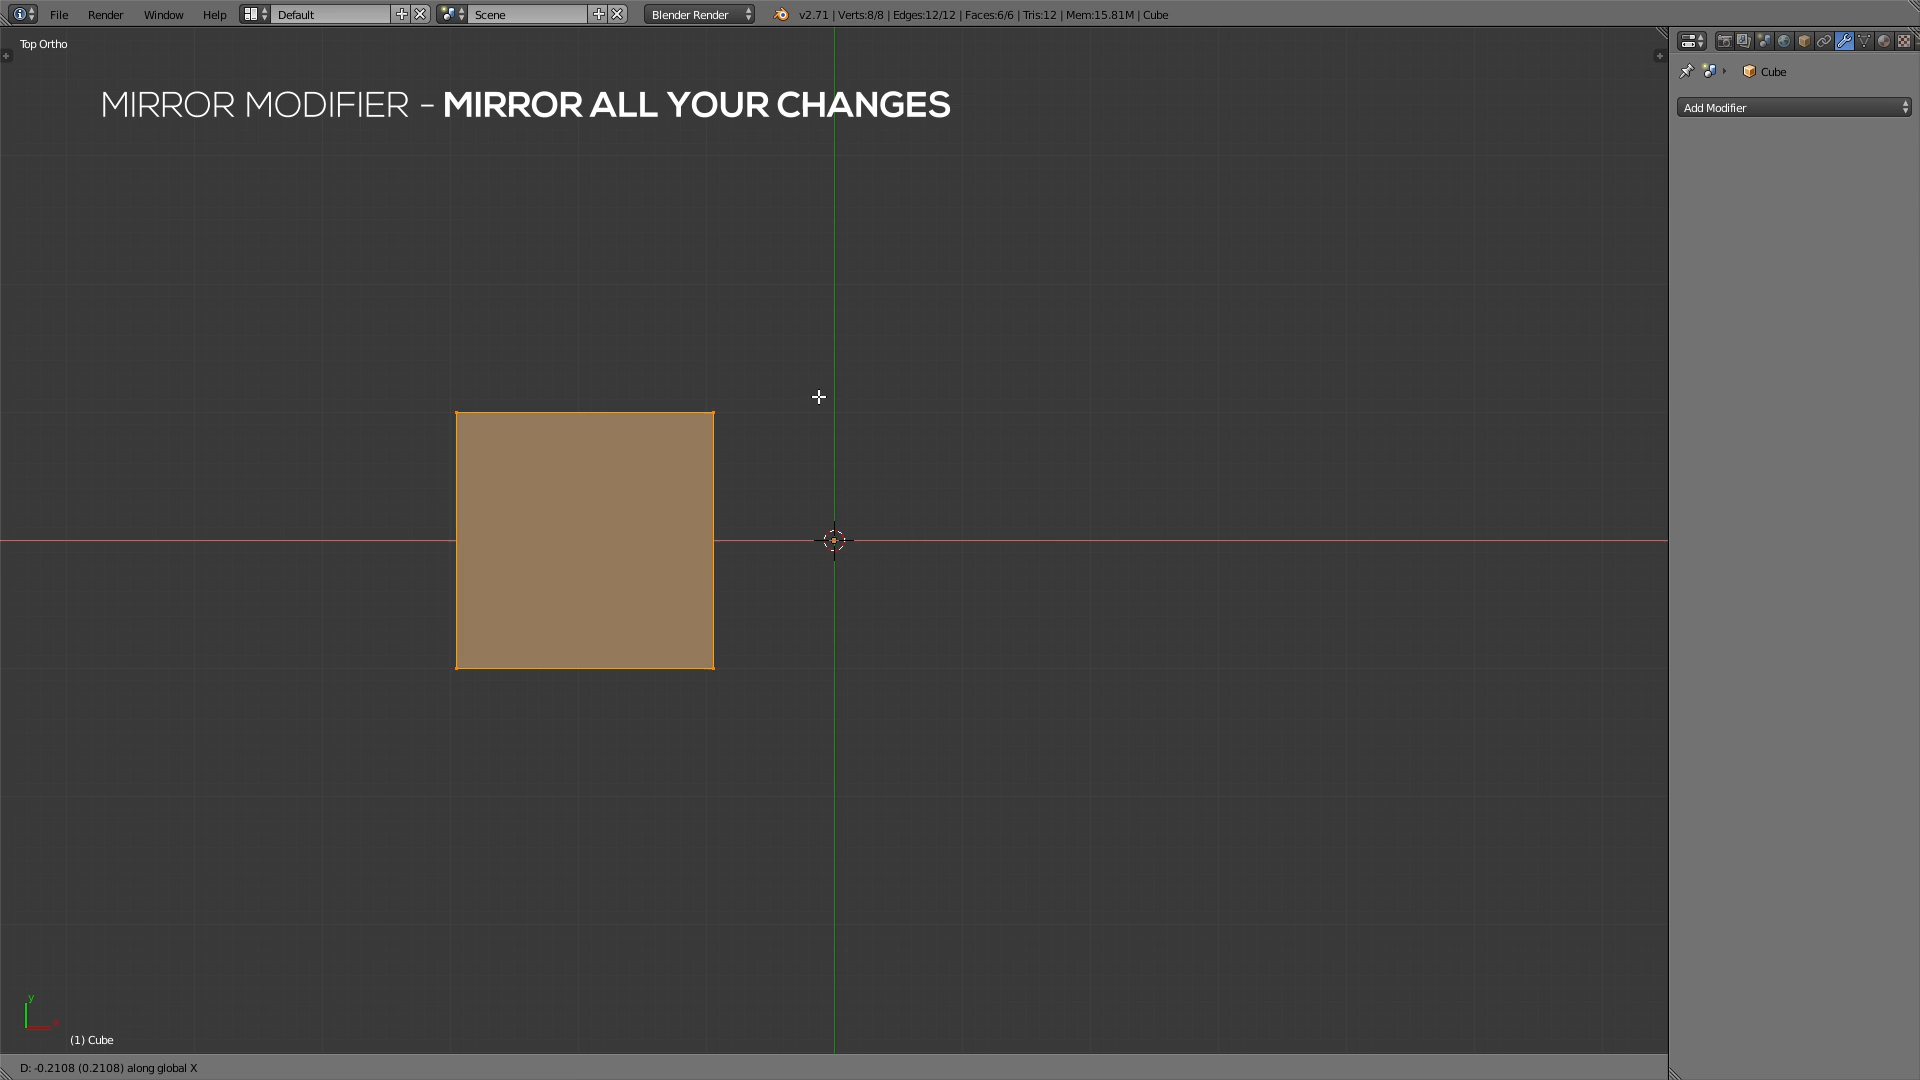 File Render Window Help Default Scene Blender Render v2.71 | Verts:8/8 | Edges:12/12 | Faces:6/6 | Tris:12 | Mem:15.81M | Cube
Top Ortho
Cube
MIRROR MODIFIER - MIRROR ALL YOUR CHANGES
Add Modifier
y
x
(1) Cube
D: -0.2108 (0.2108) along global X